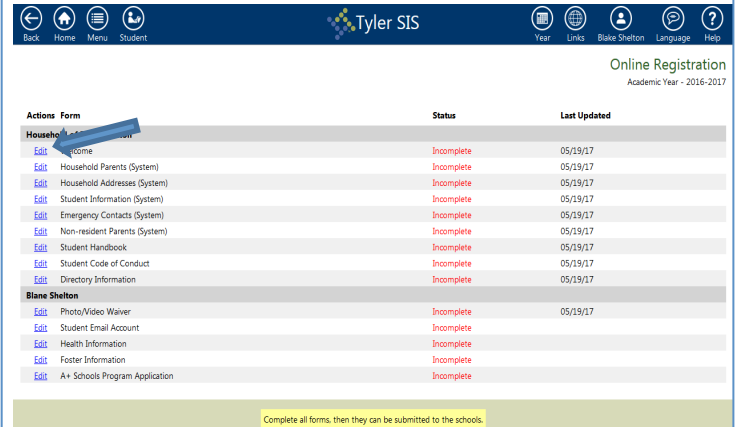 Tyler SIS
Back Home Menu Student Year Links Blake Shelton Language Help
Online Registration
Academic Year - 2016-2017
Actions Form Status Last Updated
Edit Welcome Incomplete 05/19/17
Edit Household Parents (System) Incomplete 05/19/17
Edit Household Addresses (System) Incomplete 05/19/17
Edit Student Information (System) Incomplete 05/19/17
Edit Emergency Contacts (System) Incomplete 05/19/17
Edit Non-resident Parents (System) Incomplete 05/19/17
Edit Student Handbook Incomplete 05/19/17
Edit Student Code of Conduct Incomplete 05/19/17
Edit Directory Information Incomplete 05/19/17
Blane Shelton
Edit Photo/Video Waiver Incomplete 05/19/17
Edit Student Email Account Incomplete
Edit Health Information Incomplete
Edit Foster Information Incomplete
Edit A+ Schools Program Application Incomplete
Complete all forms, then they can be submitted to the schools.